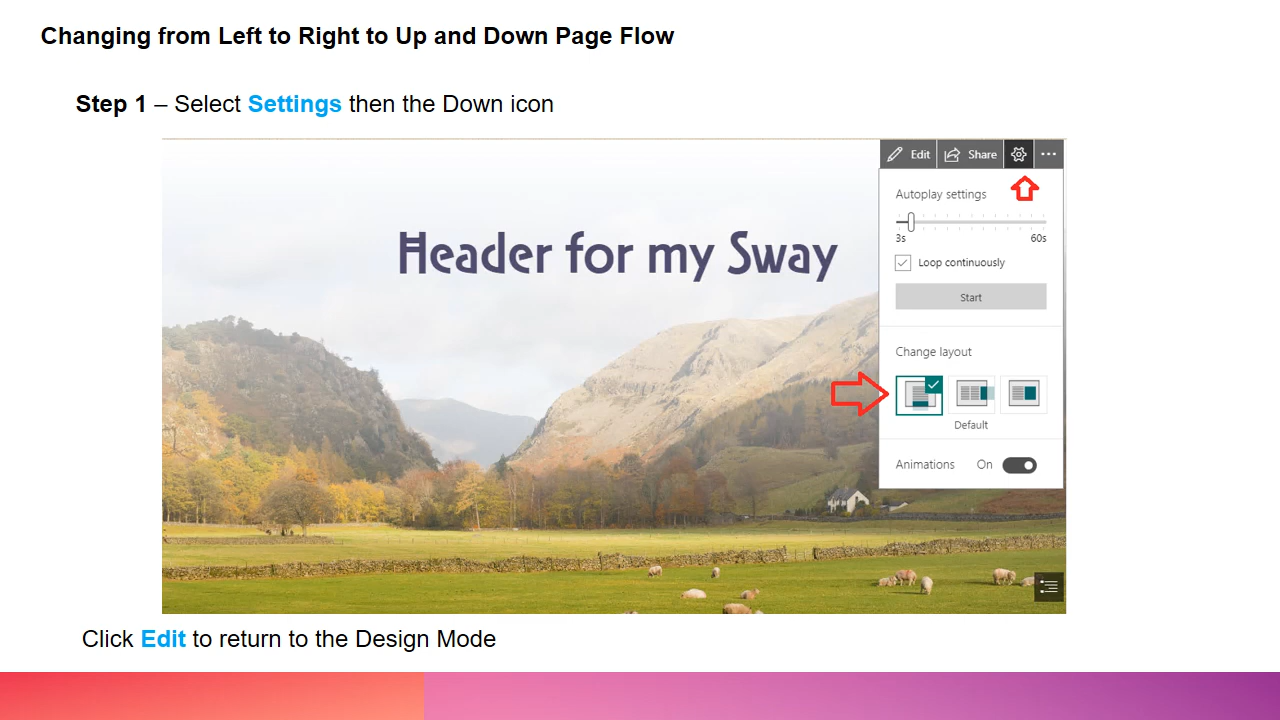 Changing from Left to Right to Up and Down Page Flow
Step 1 – Select Settings then the Down icon
Edit Share
Header for my Sway
Autoplay settings
3s 60s
Loop continuously
Start
Change layout
Default
Animations On
Click Edit to return to the Design Mode